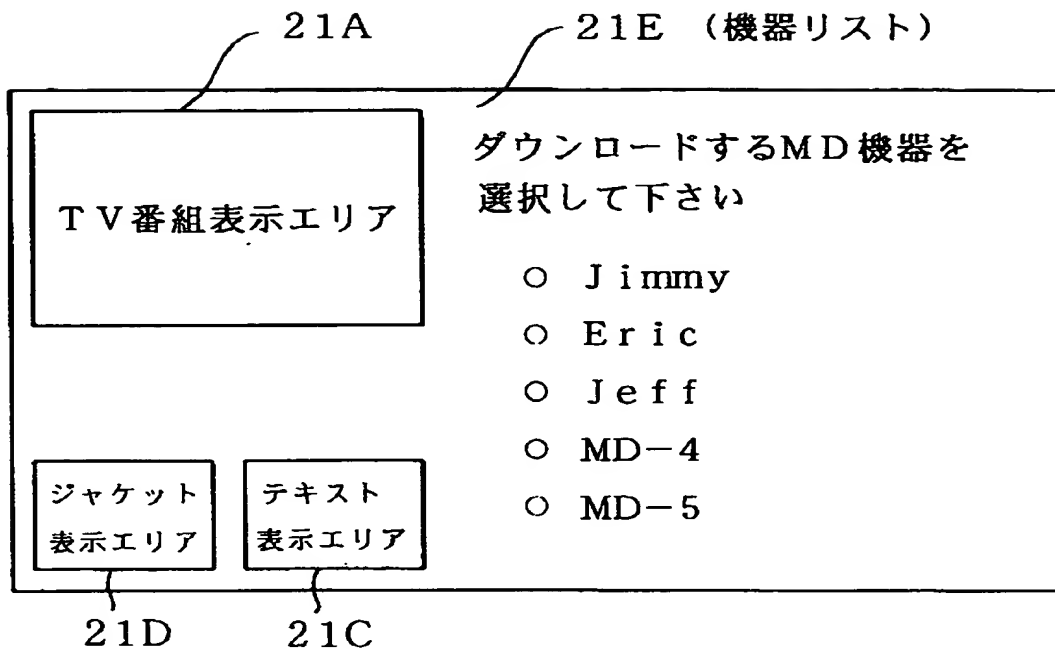 21A
21E (機器リスト)
TV番組表示エリア
ダウンロードするMD機器を
選択して下さい
○ Jimmy
○ Eric
○ Jeff
○ MD-4
○ MD-5
ジャケット
表示エリア
テキスト
表示エリア
21D
21C